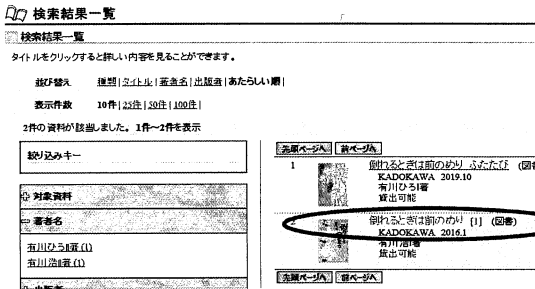 検索結果一覧
検索結果一覧
タイトルをクリックすると詳しい内容を見ることができます。
並び替え 種類|タイトル|著者名|出版者|あたらしい順|
表示件数 10件|25件|50件|100件|
2件の資料が該当しました。1件～2件を表示
絞り込みキー
対象資料
著者名
有川ひろ∥著(1)
有川浩∥著(1)
出版者
先頭ページへ 前ページへ
1 倒れるときは前のめり ふたたび (図書
KADOKAWA 2019.10
有川ひろ∥著
貸出可能
2 倒れるときは前のめり [1] (図書)
KADOKAWA 2016.1
有川浩∥著
貸出可能
先頭ページへ 前ページへ